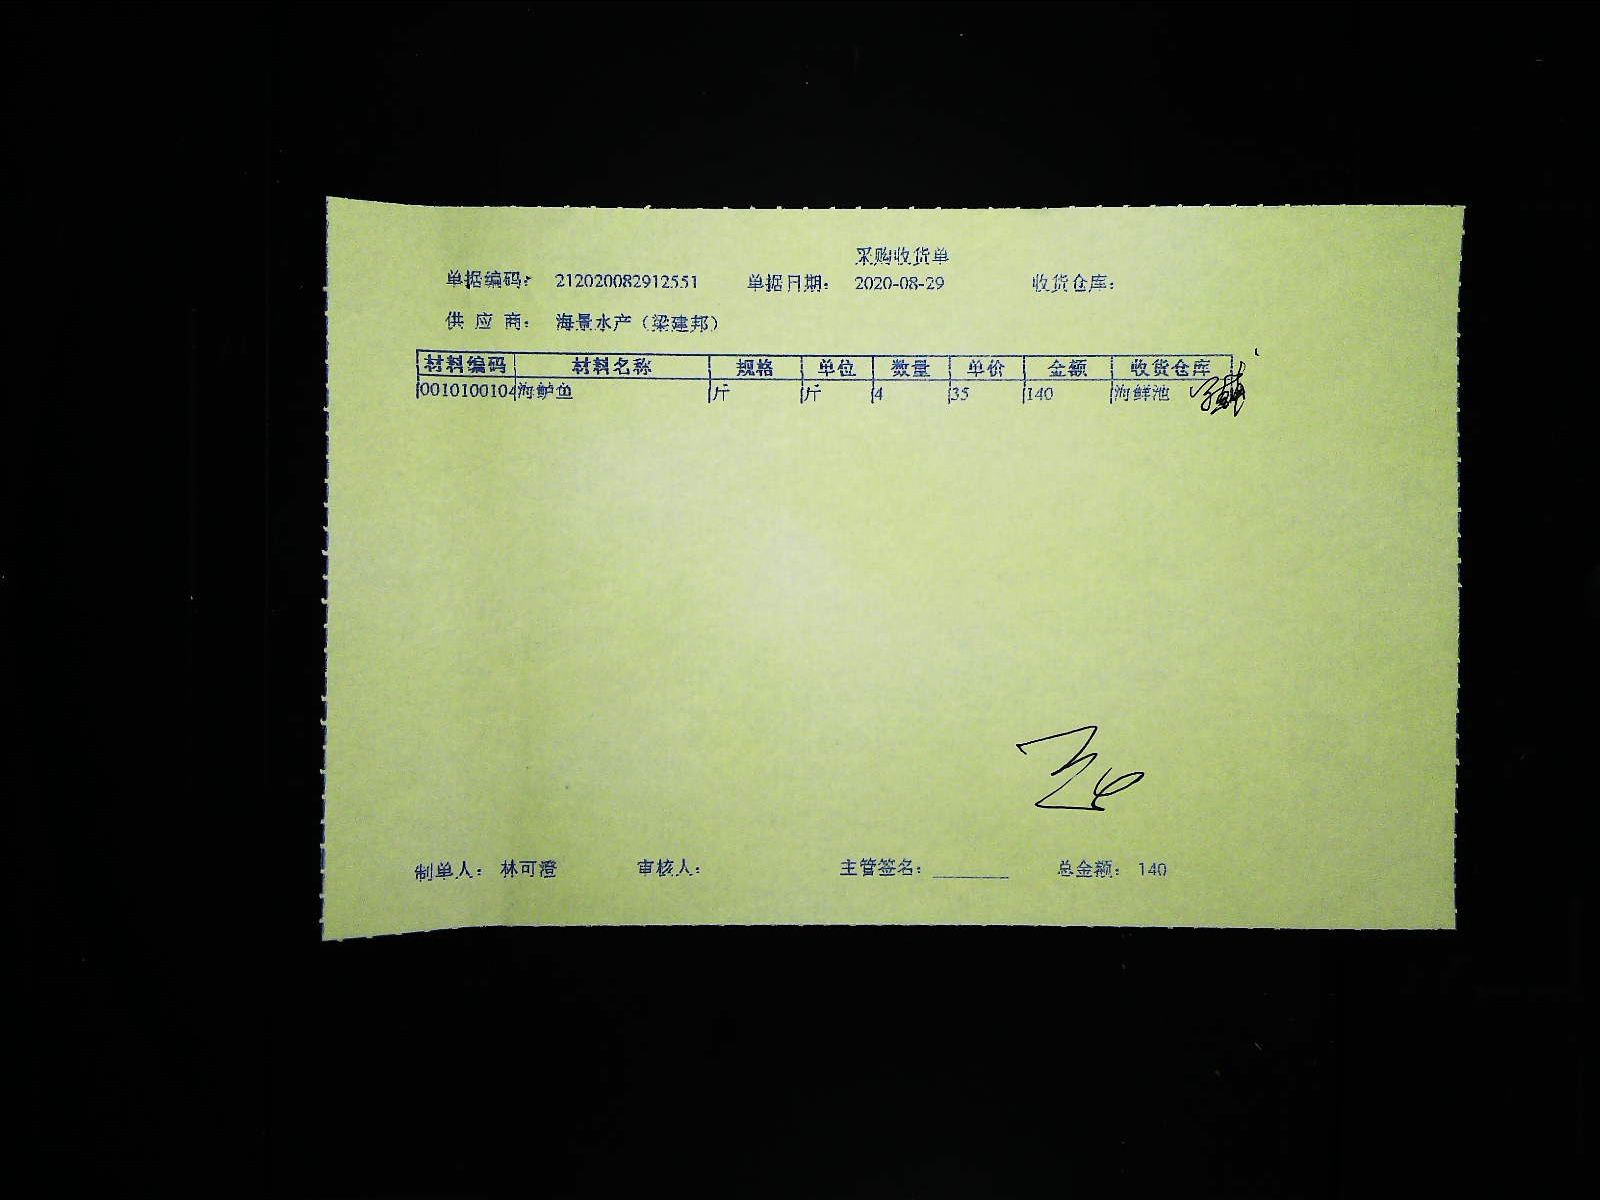 采购收货单
单据编码： 212020082912551 单据日期： 2020-08-29 收货仓库：
供 应 商： 海景水产（梁建邦）
材料编码 材料名称 规格 单位 数量 单价 金额 收货仓库
0010100104 海鲈鱼 斤 斤 4 35 140 海鲜池
制单人： 林可澄 审核人： 主管签名： 总金额： 140